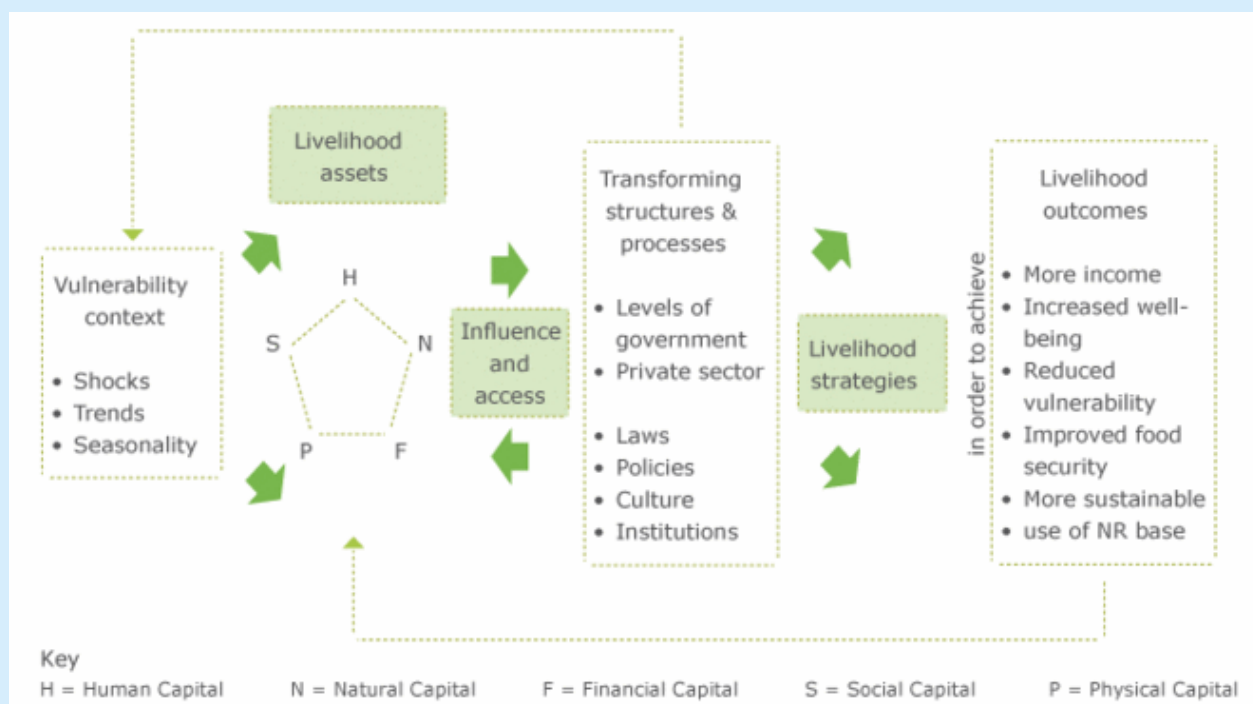 Livelihood
assets
Vulnerability
context
• Shocks
• Trends
• Seasonality
H
S
N
P
F
Influence
and
access
Transforming
structures &
processes
• Levels of
government
• Private sector
• Laws
• Policies
• Culture
• Institutions
Livelihood
strategies
in order to achieve
Livelihood
outcomes
• More income
• Increased well-
being
• Reduced
vulnerability
• Improved food
security
• More sustainable
• use of NR base
Key
H = Human Capital
N = Natural Capital
F = Financial Capital
S = Social Capital
P = Physical Capital